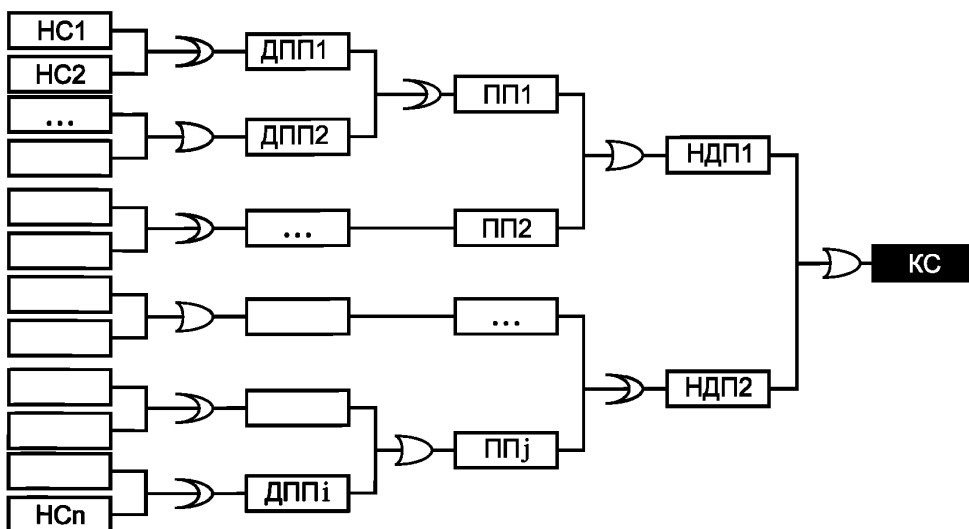 НС1
НС2
...
НСn
ДПП1
ДПП2
...
ДППi
ПП1
ПП2
...
ППj
НДП1
НДП2
КС